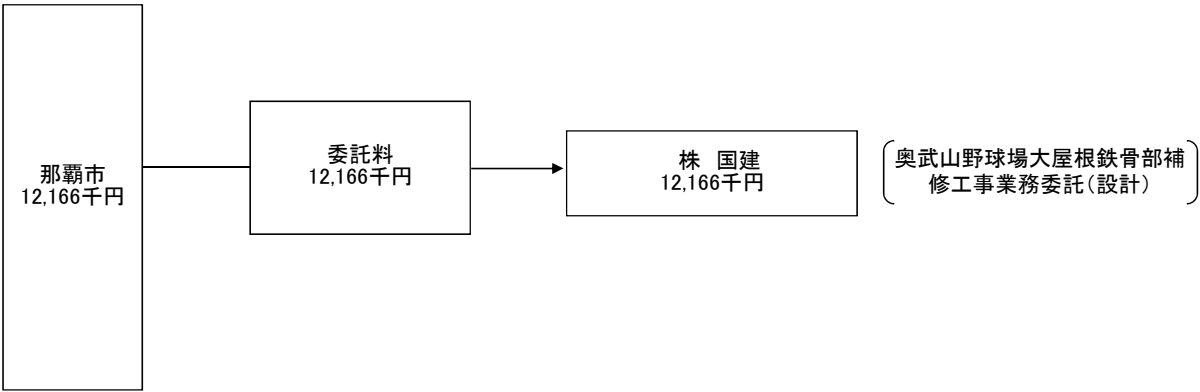 那覇市
12,166千円
委託料
12,166千円
株　国建
12,166千円
奥武山野球場大屋根鉄骨部補
修工事業務委託（設計）